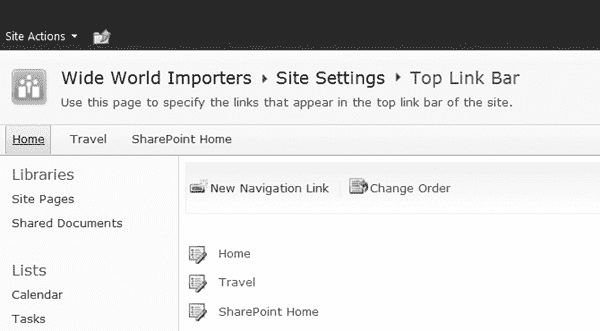 Site Actions
Wide World Importers ▸ Site Settings ▸ Top Link Bar
Use this page to specify the links that appear in the top link bar of the site.
Home Travel SharePoint Home
Libraries
Site Pages
Shared Documents
Lists
Calendar
Tasks
New Navigation Link Change Order
Home
Travel
SharePoint Home